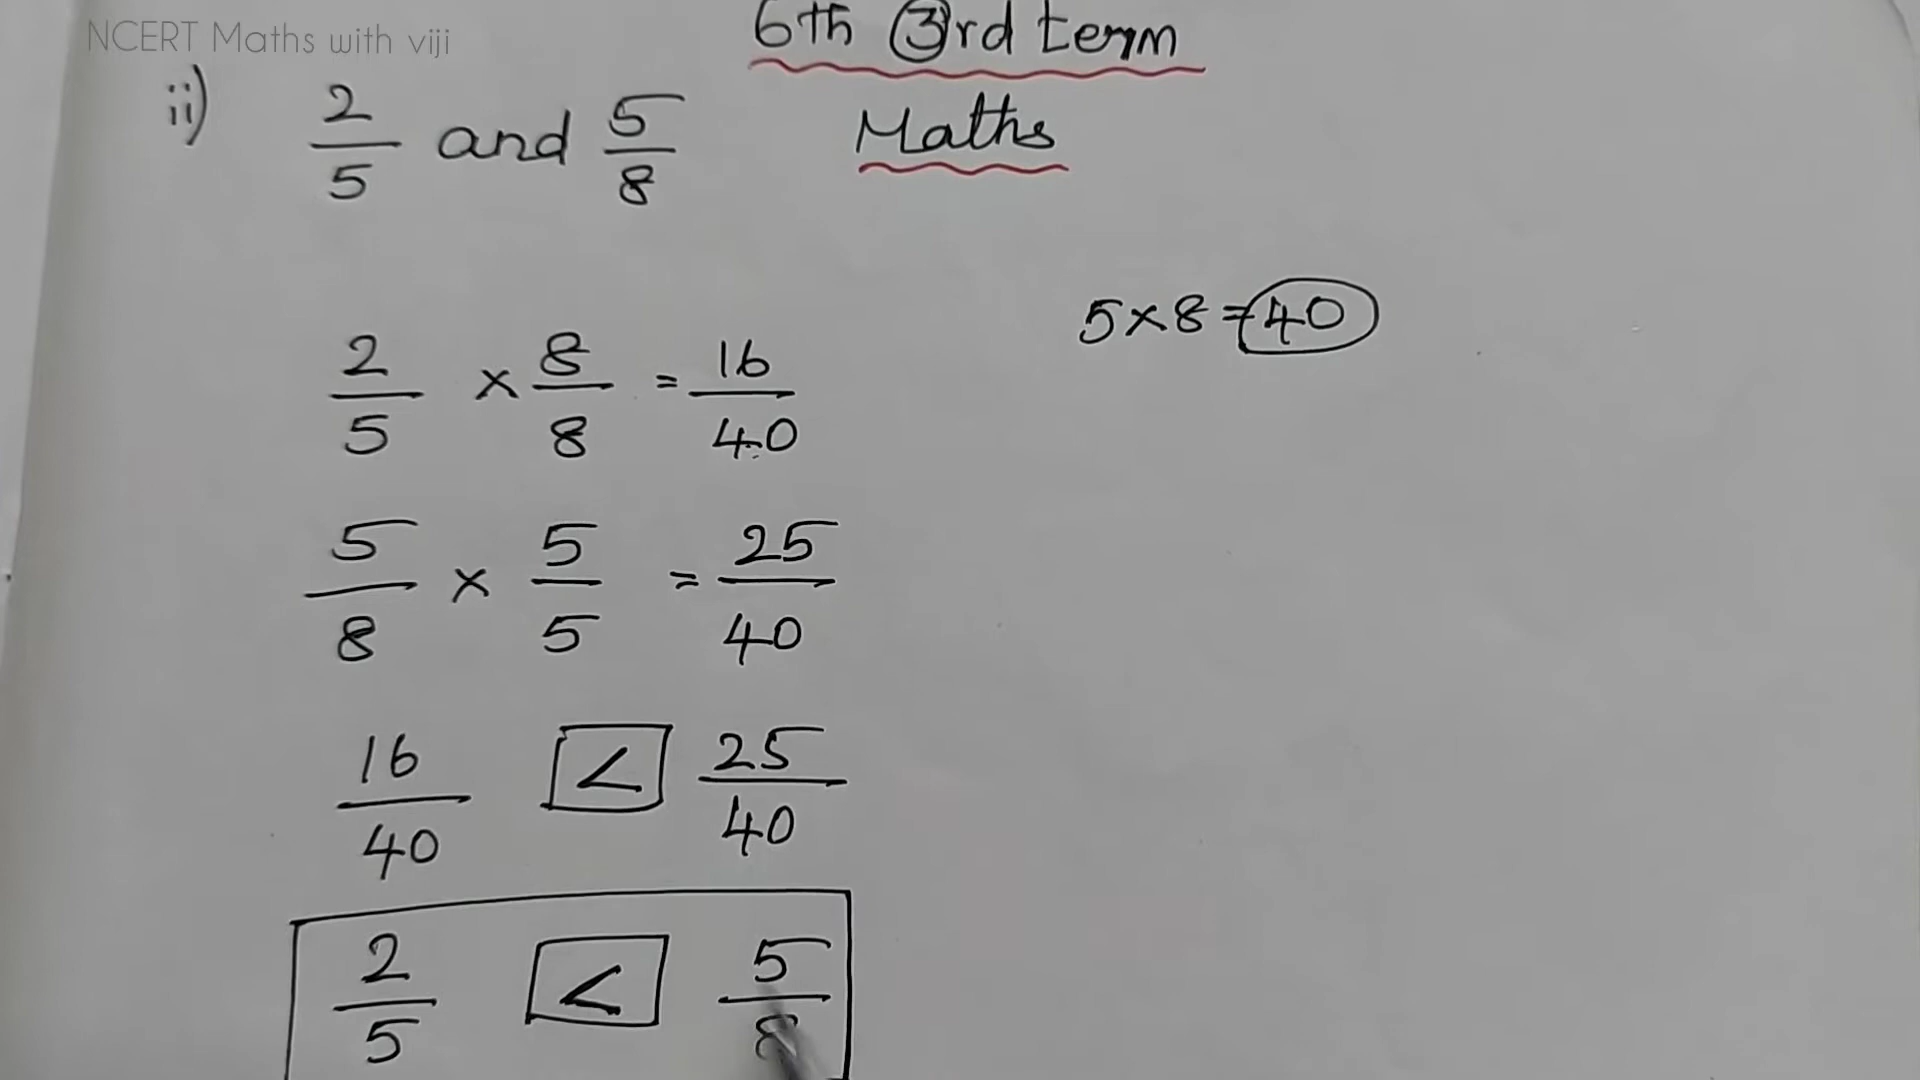 NCERT Maths with viji
6th 3rd term
Maths
ii) 2/5 and 5/8
5×8=40
2/5 × 8/8 = 16/40
5/8 × 5/5 = 25/40
16/40 < 25/40
2/5 < 5/8